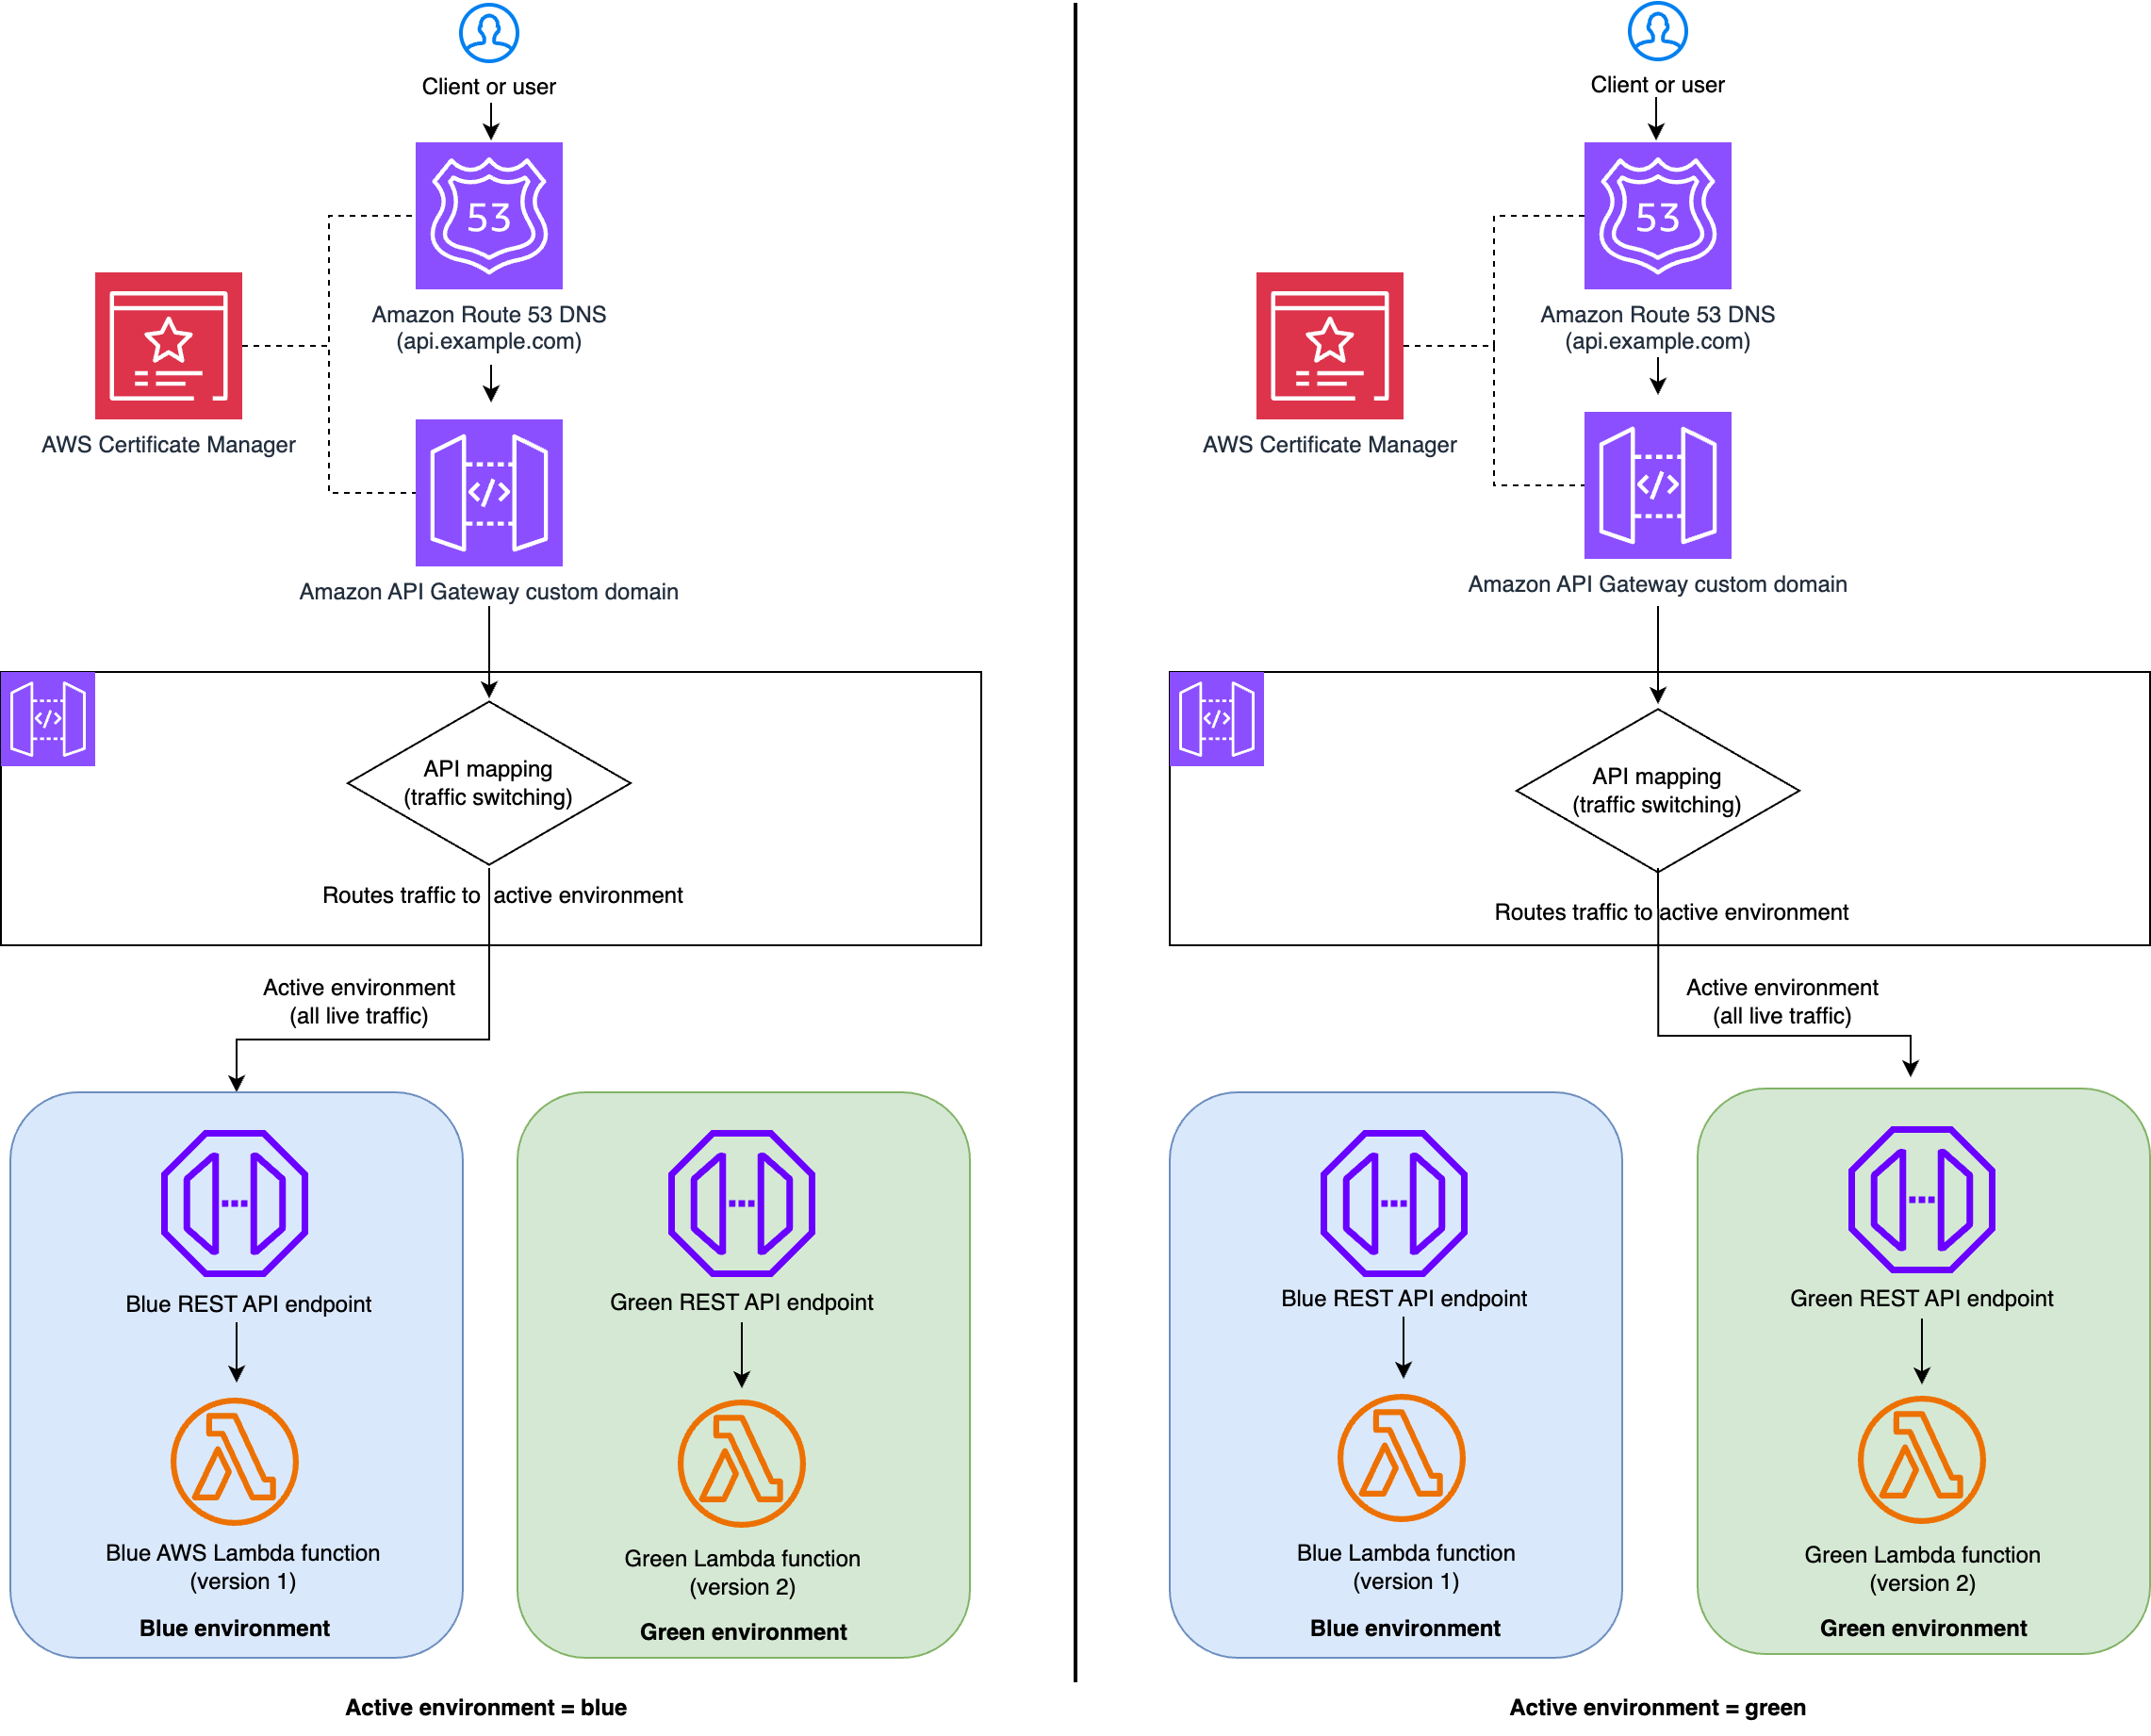 Client or user
53
Amazon Route 53 DNS
(api.example.com)
AWS Certificate Manager
</>
Amazon API Gateway custom domain
</>
API mapping
(traffic switching)
Routes traffic to active environment
Active environment
(all live traffic)
Blue REST API endpoint
Blue AWS Lambda function
(version 1)
Blue environment
Green REST API endpoint
Green Lambda function
(version 2)
Green environment
Active environment = blue
Client or user
53
Amazon Route 53 DNS
(api.example.com)
AWS Certificate Manager
</>
Amazon API Gateway custom domain
</>
API mapping
(traffic switching)
Routes traffic to active environment
Active environment
(all live traffic)
Blue REST API endpoint
Blue Lambda function
(version 1)
Blue environment
Green REST API endpoint
Green Lambda function
(version 2)
Green environment
Active environment = green